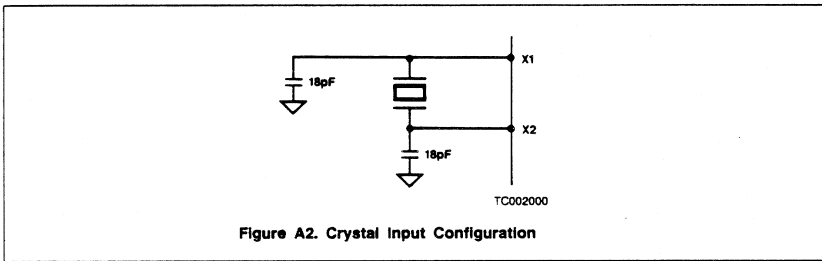 X1
18pF
X2
18pF
TC002000
Figure A2. Crystal Input Configuration